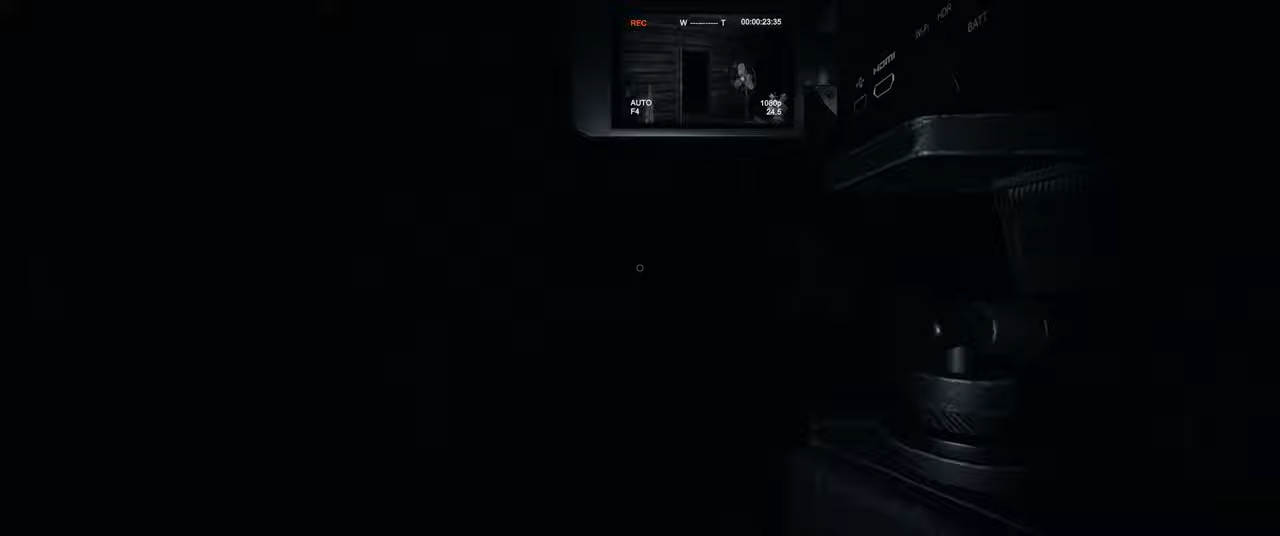 REC W T 00:00:23:35
AUTO 1080p
F4 24.5
HDMI
Wi-Fi
HDR
BATT